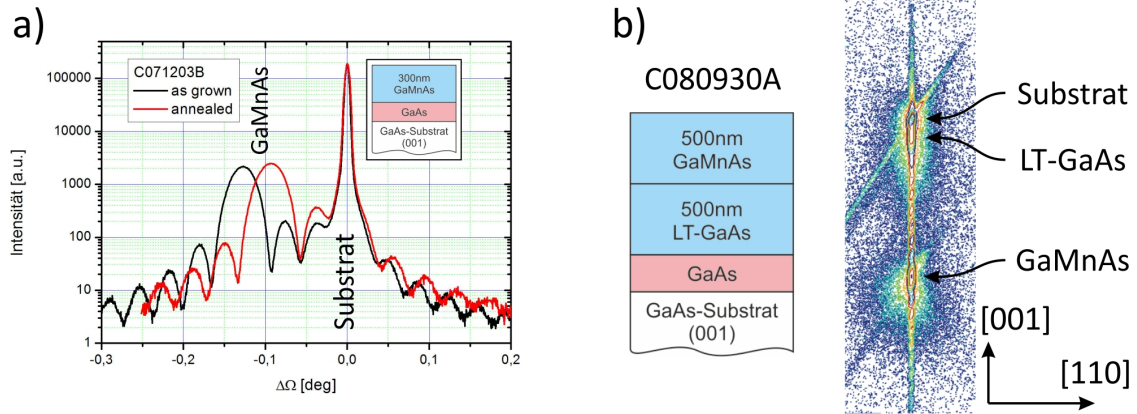 a)
C071203B
as grown
annealed
GaMnAs
Substrat
300nm
GaMnAs
GaAs
GaAs-Substrat
(001)
Intensität [a.u.]
100000
10000
1000
100
10
1
-0,3
-0,2
-0,1
0,0
0,1
0,2
ΔΩ [deg]
b)
C080930A
500nm
GaMnAs
500nm
LT-GaAs
GaAs
GaAs-Substrat
(001)
Substrat
LT-GaAs
GaMnAs
[001]
[110]